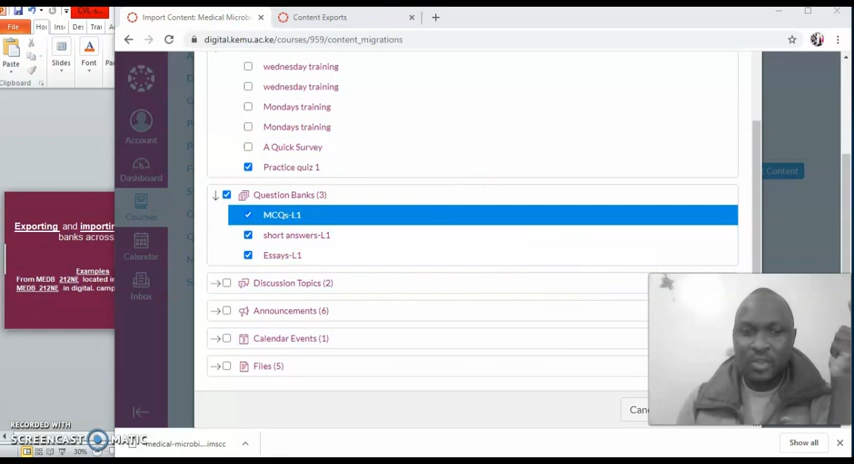 File
Paste
Clipboard
Slides
Font
Import Content: Medical Microb
Content Exports
digital.kemu.ac.ke/courses/959/content_migrations
Account
Dashboard
Courses
Calendar
Inbox
wednesday training
wednesday training
Mondays training
Mondays training
A Quick Survey
Practice quiz 1
Question Banks (3)
MCQs-L1
short answers-L1
Essays-L1
Discussion Topics (2)
Announcements (6)
Calendar Events (1)
Files (5)
Content
Exporting and importin
banks across
Examples
From MEDB 212NE located in
MEDB 212NE in digital. camp
Canc
RECORDED WITH
SCREENCAST MATIC
medical-microbi....imscc
Show all
30%